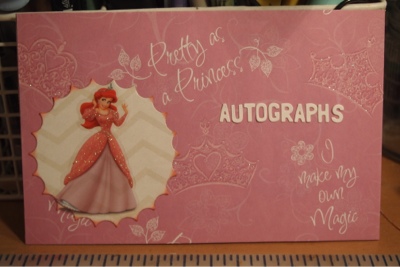 Pretty as
a Princess
AUTOGRAPHS
I
make my
own
Magic